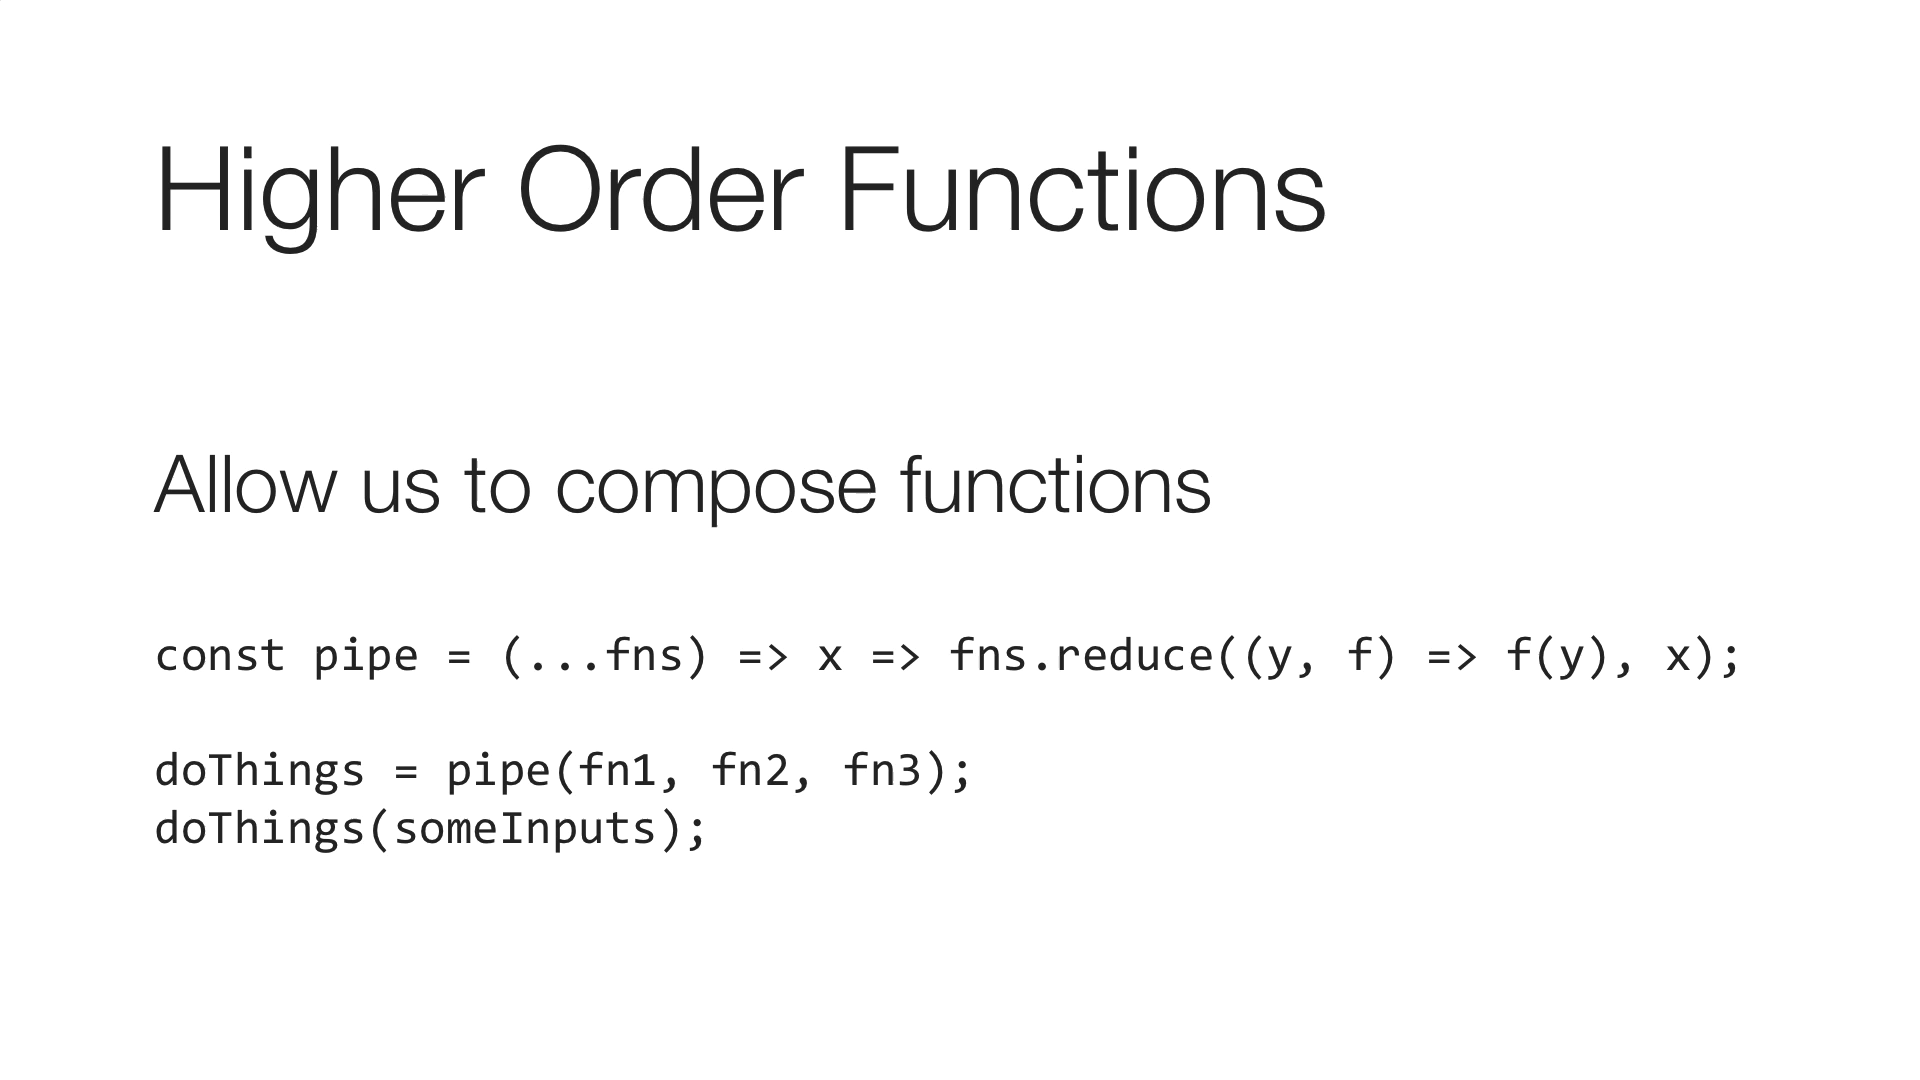 Higher Order Functions
Allow us to compose functions
const pipe = (...fns) => x => fns.reduce((y, f) => f(y), x);
doThings = pipe(fn1, fn2, fn3);
doThings(someInputs);